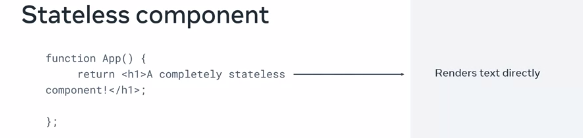 Stateless component
function App() {
return <h1>A completely stateless
component!</h1>;
};
Renders text directly